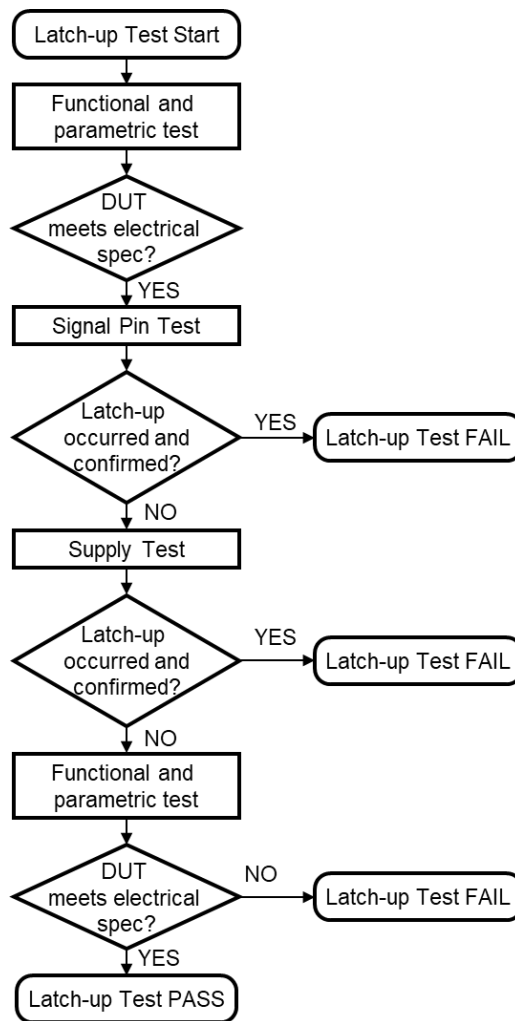 Latch-up Test Start
Functional and
parametric test
DUT
meets electrical
spec?
YES
Signal Pin Test
Latch-up
occurred and
confirmed?
YES
Latch-up Test FAIL
NO
Supply Test
Latch-up
occurred and
confirmed?
YES
Latch-up Test FAIL
NO
Functional and
parametric test
DUT
meets electrical
spec?
NO
Latch-up Test FAIL
YES
Latch-up Test PASS